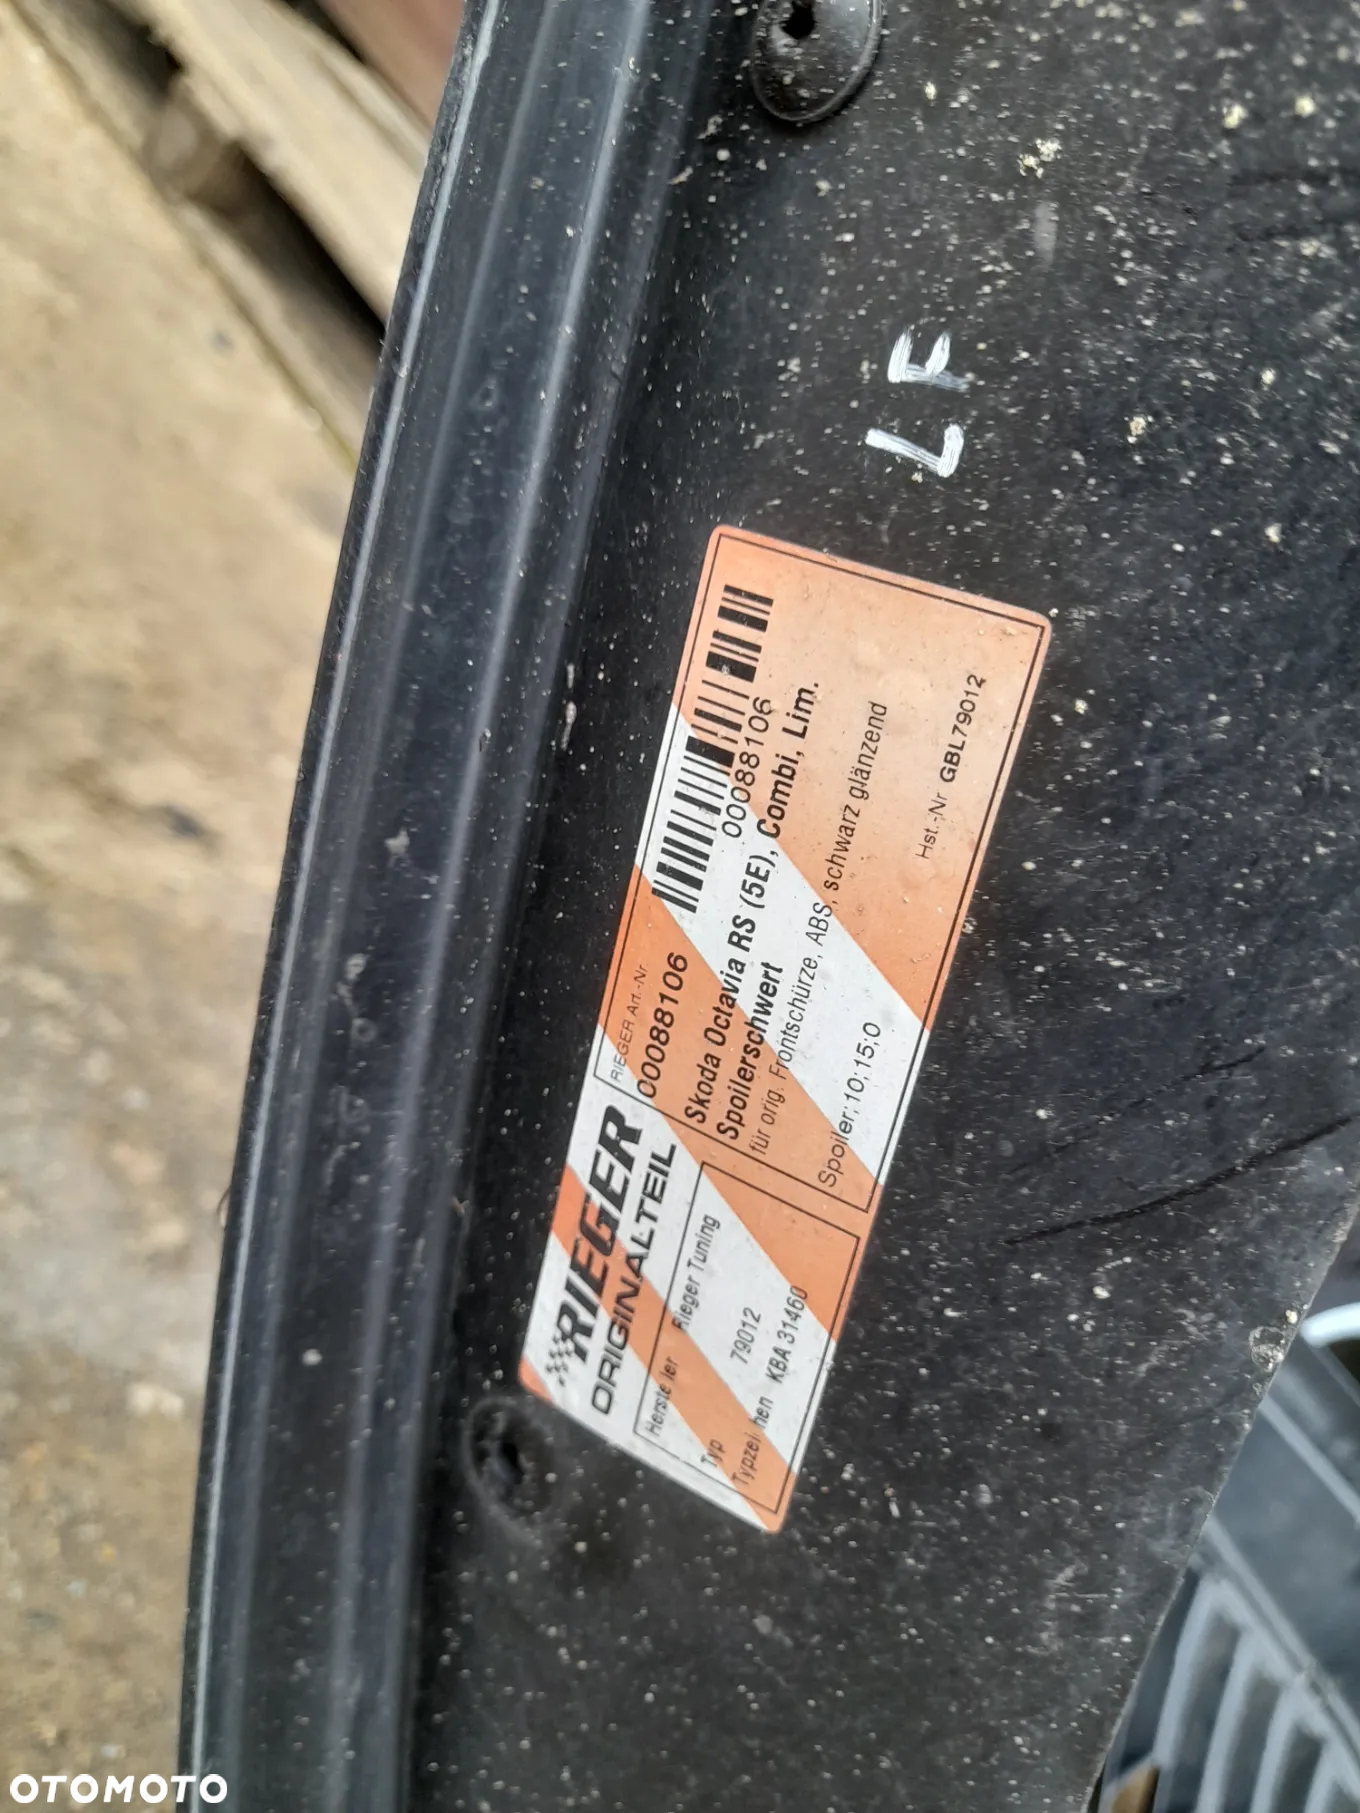 LF
RIEGER
ORIGINALTEIL
RIEGER Art.-Nr.
00088106
00088106
Skoda Octavia RS (5E), Combi, Lim.
Spoilerschwert
für orig. Frontschürze, ABS, schwarz glänzend
Spoiler; 10; 15; 0
Hst.-Nr GBL79012
Hersteller Rieger Tuning
Typ 79012
Typzeichen KBA 31460
OTOMOTO